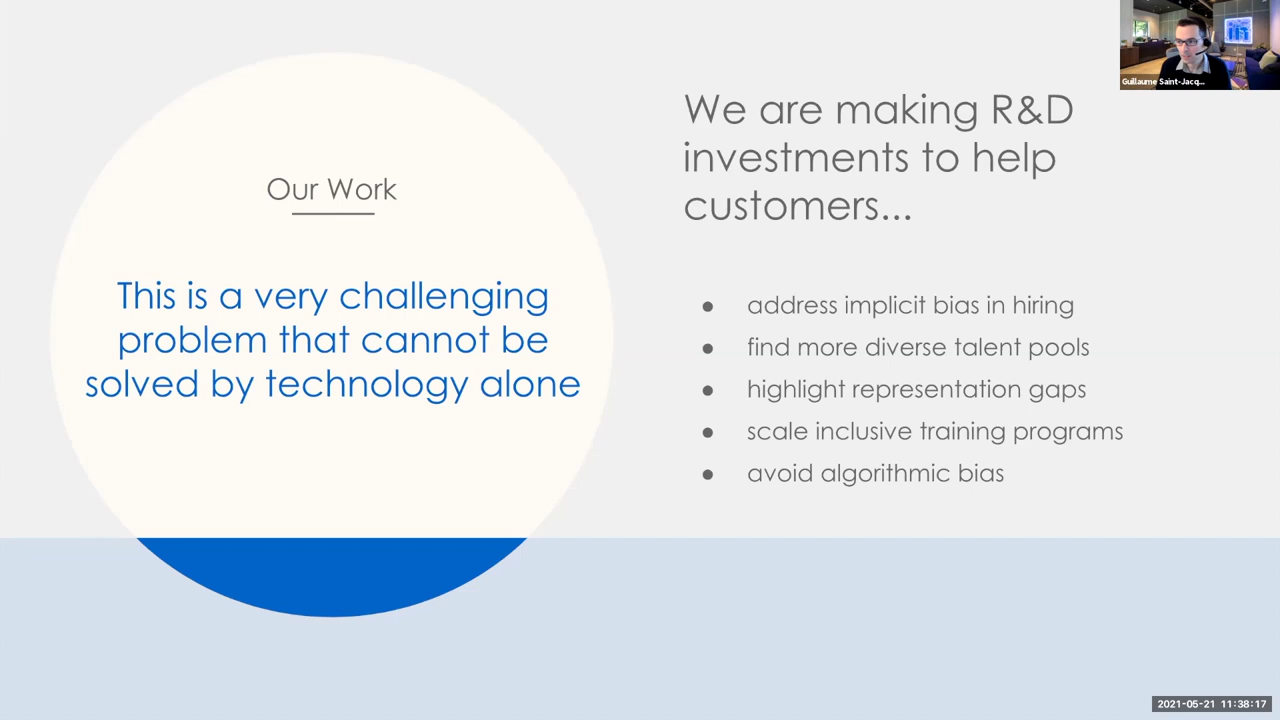 Our Work
This is a very challenging
problem that cannot be
solved by technology alone
We are making R&D
investments to help
customers...
● address implicit bias in hiring
● find more diverse talent pools
● highlight representation gaps
● scale inclusive training programs
● avoid algorithmic bias
Guillaume Saint-Jacq...
2021-05-21 11:38:17